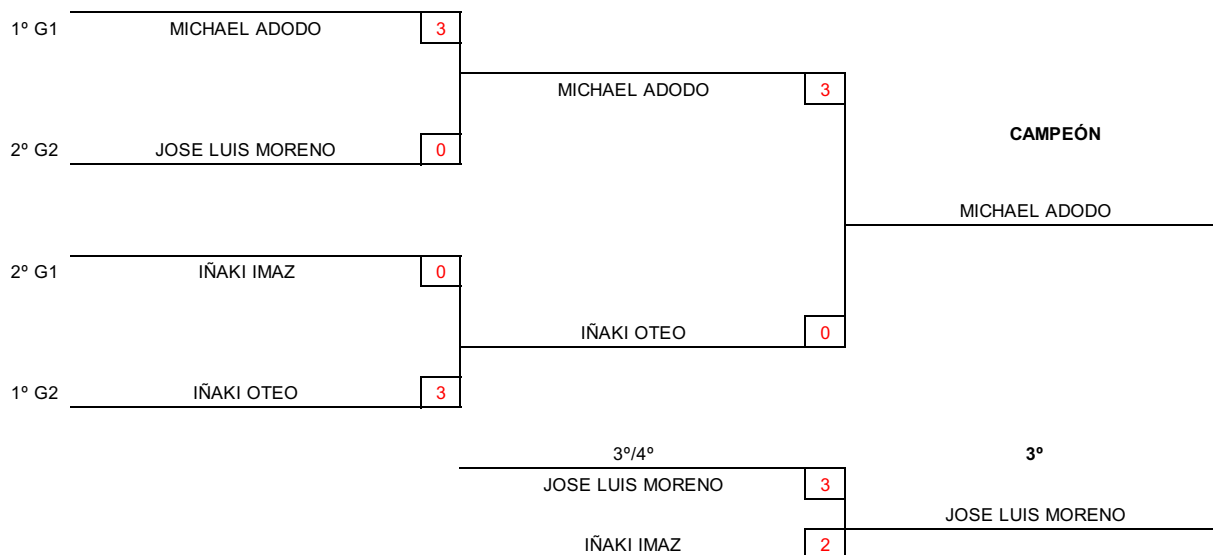 1º G1 MICHAEL ADODO 3
MICHAEL ADODO 3
CAMPEÓN
2º G2 JOSE LUIS MORENO 0
MICHAEL ADODO
2º G1 IÑAKI IMAZ 0
IÑAKI OTEO 0
1º G2 IÑAKI OTEO 3
3º/4º 3º
JOSE LUIS MORENO 3
JOSE LUIS MORENO
IÑAKI IMAZ 2